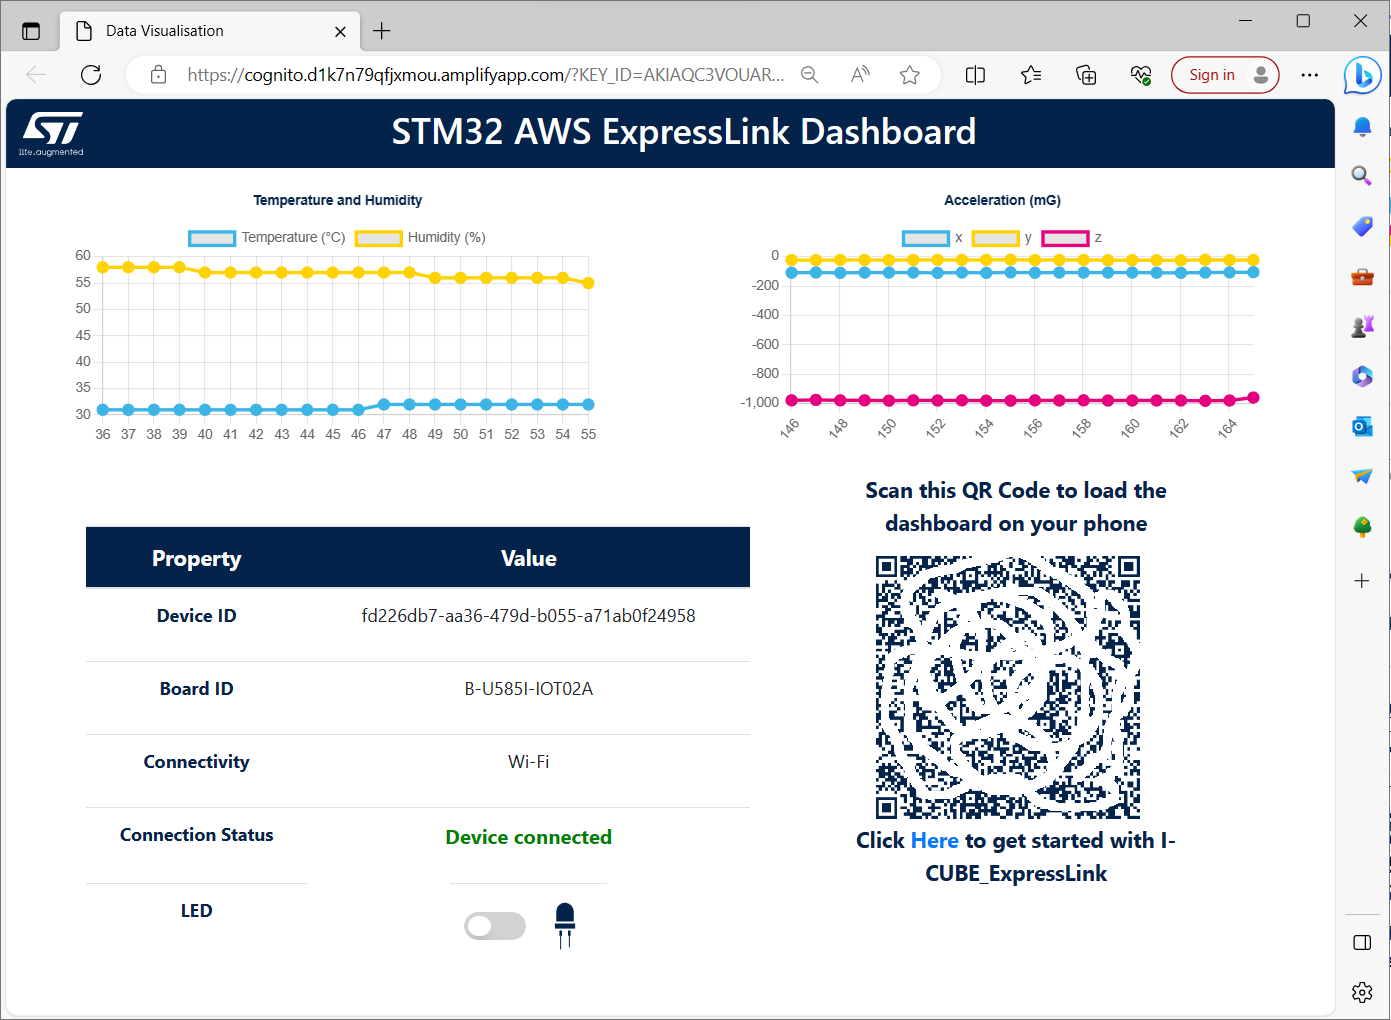 Data Visualisation
https://cognito.d1k7n79qfjxmou.amplifyapp.com/?KEY_ID=AKIAQC3VOUAR...
Sign in
ST
life.augmented
STM32 AWS ExpressLink Dashboard
Temperature and Humidity
Temperature (°C) Humidity (%)
60
55
50
45
40
35
30
36 37 38 39 40 41 42 43 44 45 46 47 48 49 50 51 52 53 54 55
Acceleration (mG)
x y z
0
-200
-400
-600
-800
-1,000
146 148 150 152 154 156 158 160 162 164
Scan this QR Code to load the
dashboard on your phone
Property Value
Device ID fd226db7-aa36-479d-b055-a71ab0f24958
Board ID B-U585I-IOT02A
Connectivity Wi-Fi
Connection Status Device connected
LED
Click Here to get started with I-
CUBE_ExpressLink